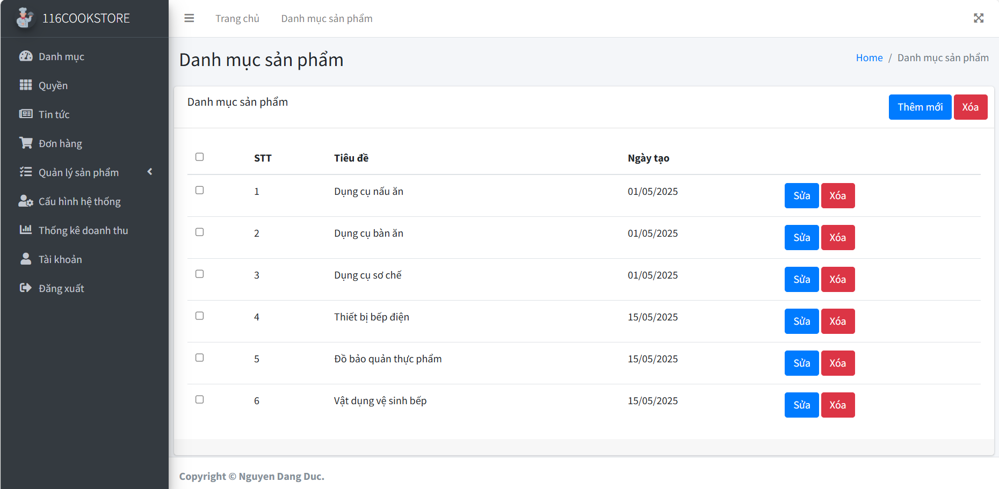 116COOKSTORE
Trang chủ
Danh mục sản phẩm
Danh mục
Quyền
Tin tức
Đơn hàng
Quản lý sản phẩm
Cấu hình hệ thống
Thống kê doanh thu
Tài khoản
Đăng xuất
Danh mục sản phẩm
Home / Danh mục sản phẩm
Danh mục sản phẩm
Thêm mới Xóa
STT Tiêu đề Ngày tạo
1 Dụng cụ nấu ăn 01/05/2025 Sửa Xóa
2 Dụng cụ bàn ăn 01/05/2025 Sửa Xóa
3 Dụng cụ sơ chế 01/05/2025 Sửa Xóa
4 Thiết bị bếp điện 15/05/2025 Sửa Xóa
5 Đồ bảo quản thực phẩm 15/05/2025 Sửa Xóa
6 Vật dụng vệ sinh bếp 15/05/2025 Sửa Xóa
Copyright © Nguyen Dang Duc.